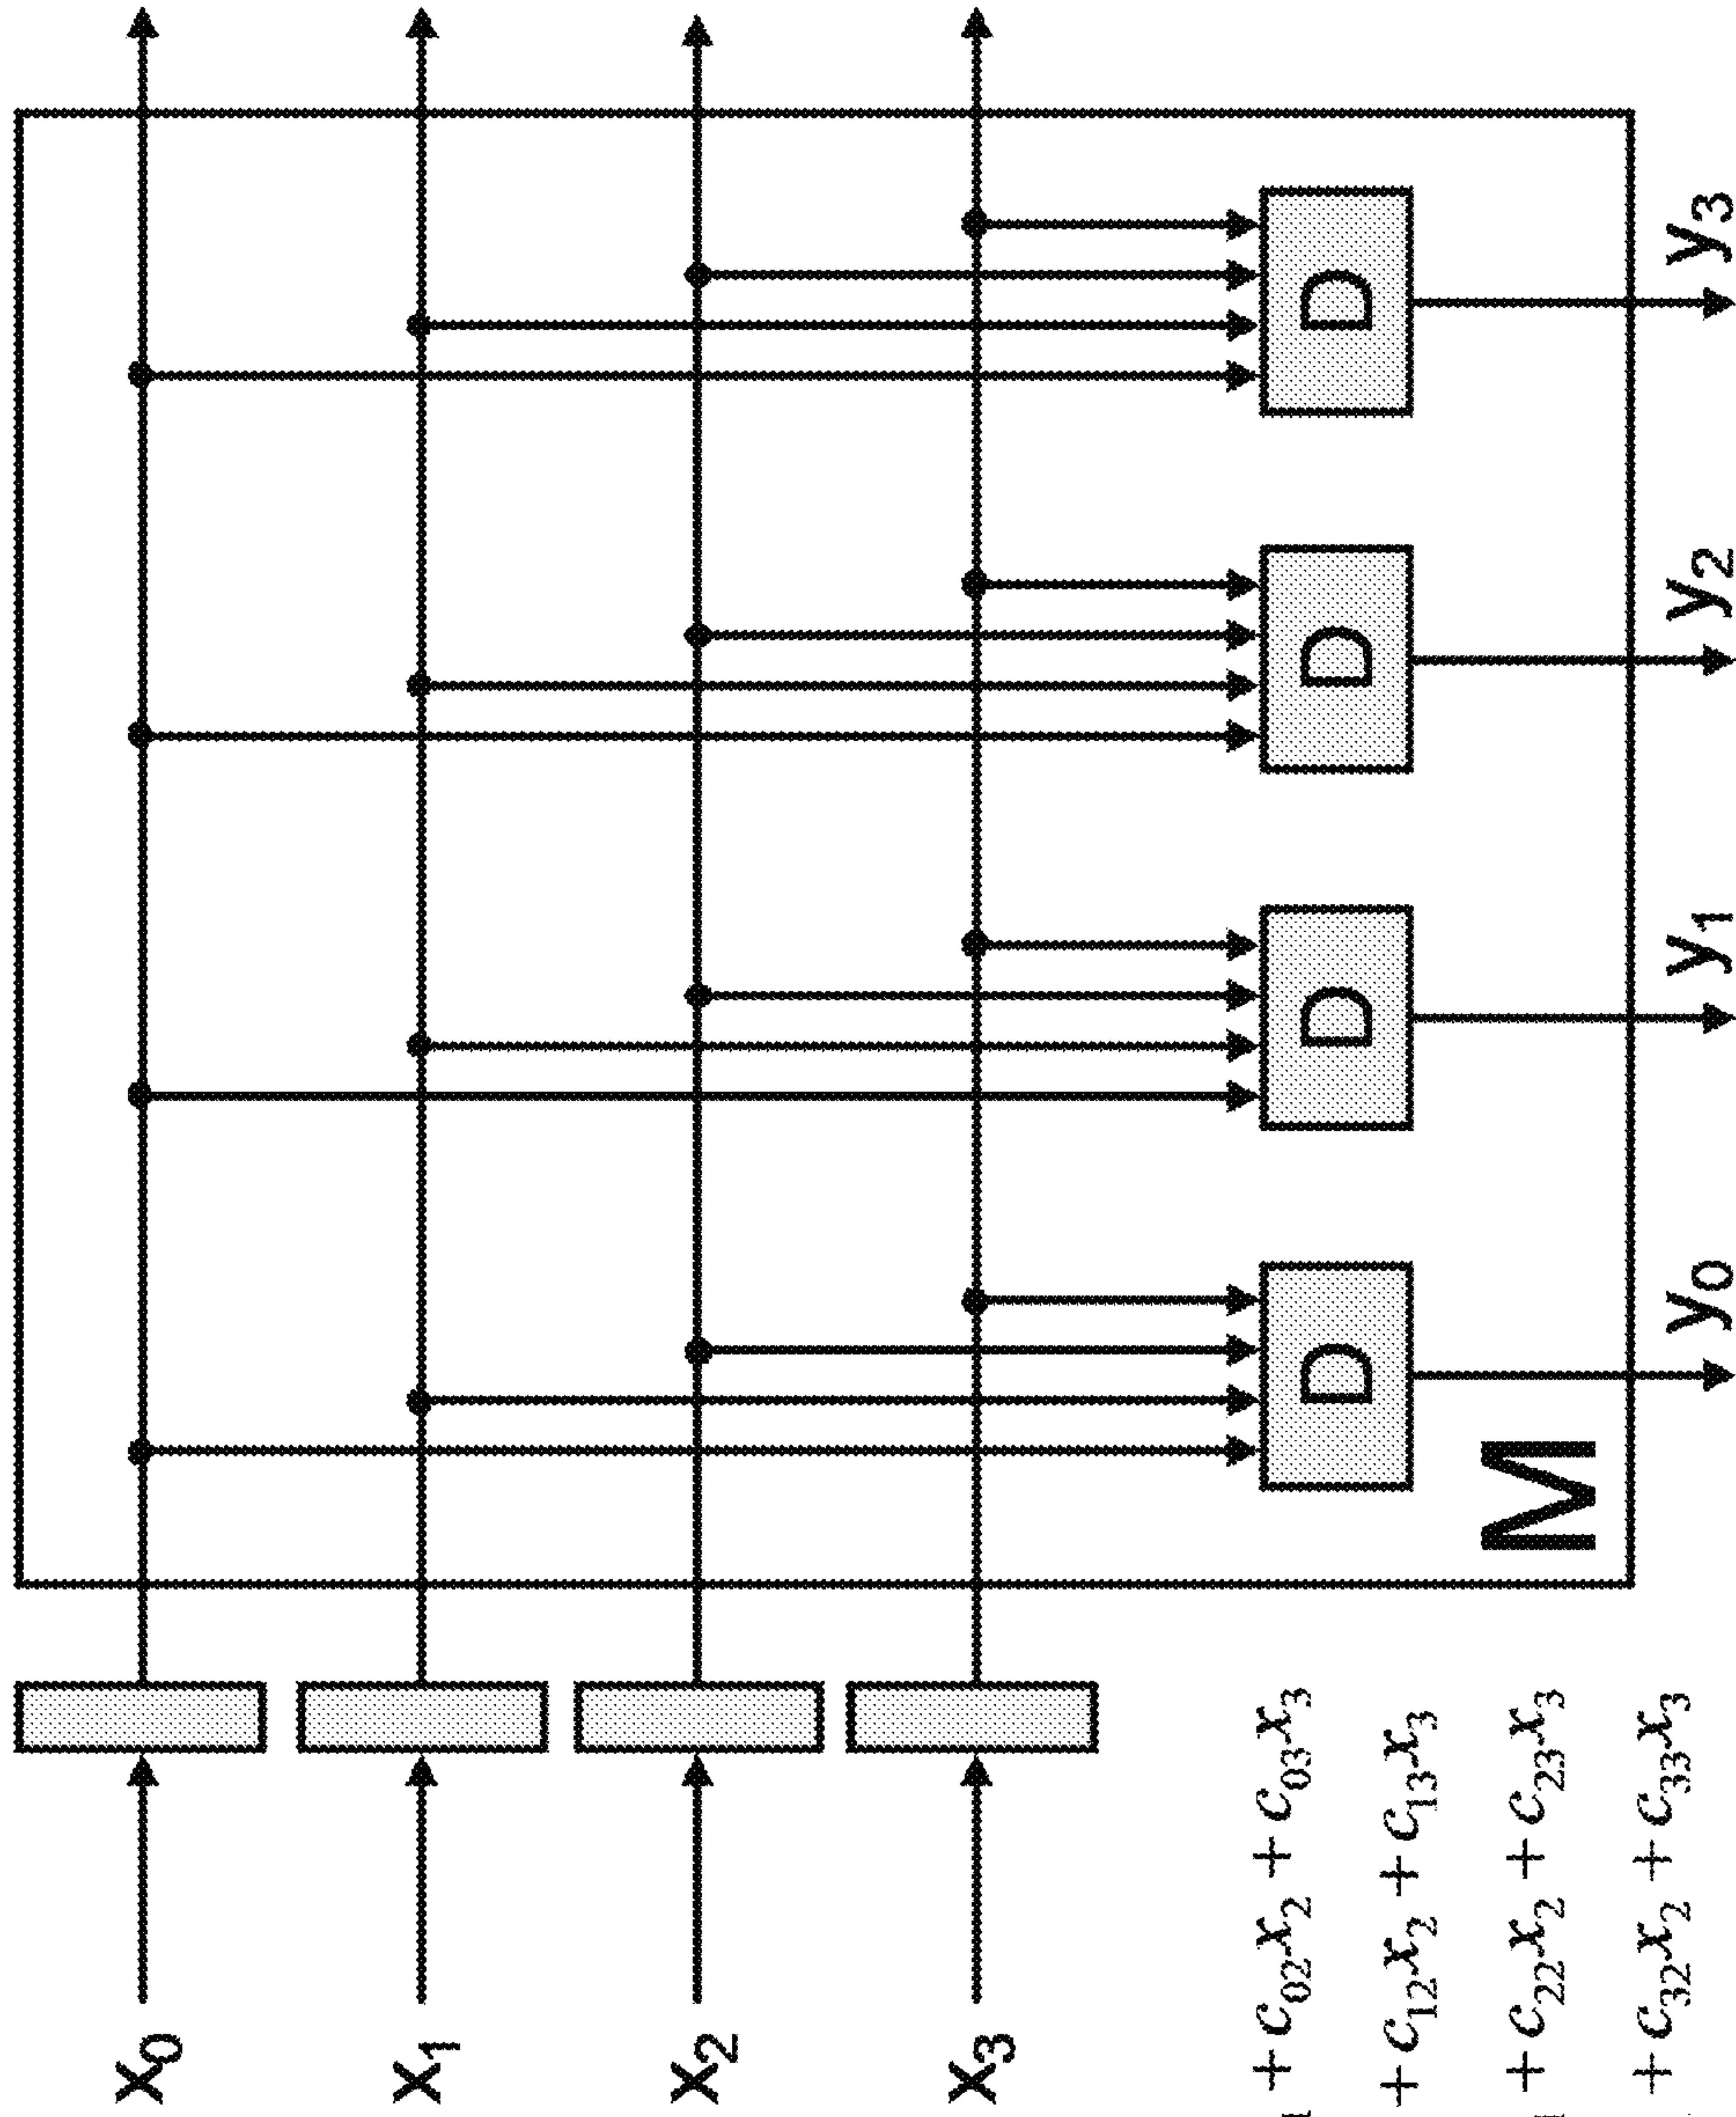 X₀
X₁
X₂
X₃
D D D D
M
+ c₀₂x₂ + c₀₃x₃
+ c₁₂x₂ + c₁₃x₃
+ c₂₂x₂ + c₂₃x₃
+ c₃₂x₂ + c₃₃x₃
y₀ y₁ y₂ y₃